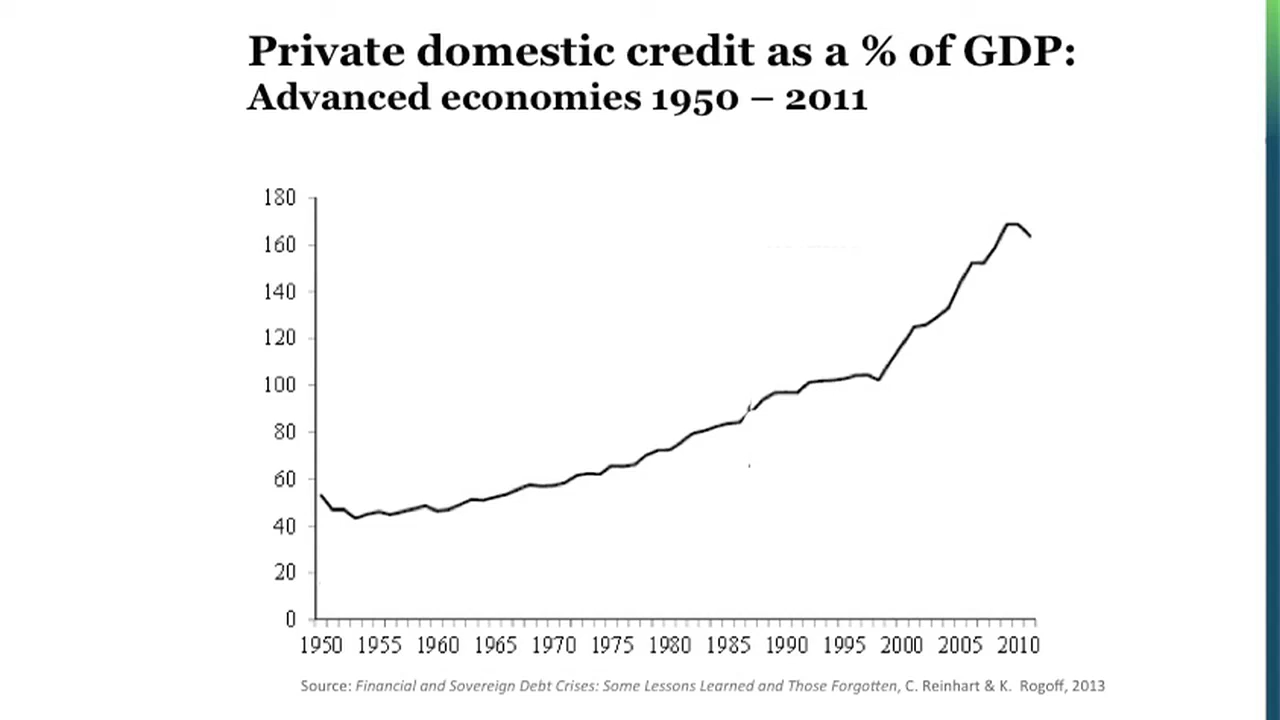 Private domestic credit as a % of GDP:
Advanced economies 1950 – 2011
180
160
140
120
100
80
60
40
20
0
1950 1955 1960 1965 1970 1975 1980 1985 1990 1995 2000 2005 2010
Source: Financial and Sovereign Debt Crises: Some Lessons Learned and Those Forgotten, C. Reinhart & K. Rogoff, 2013